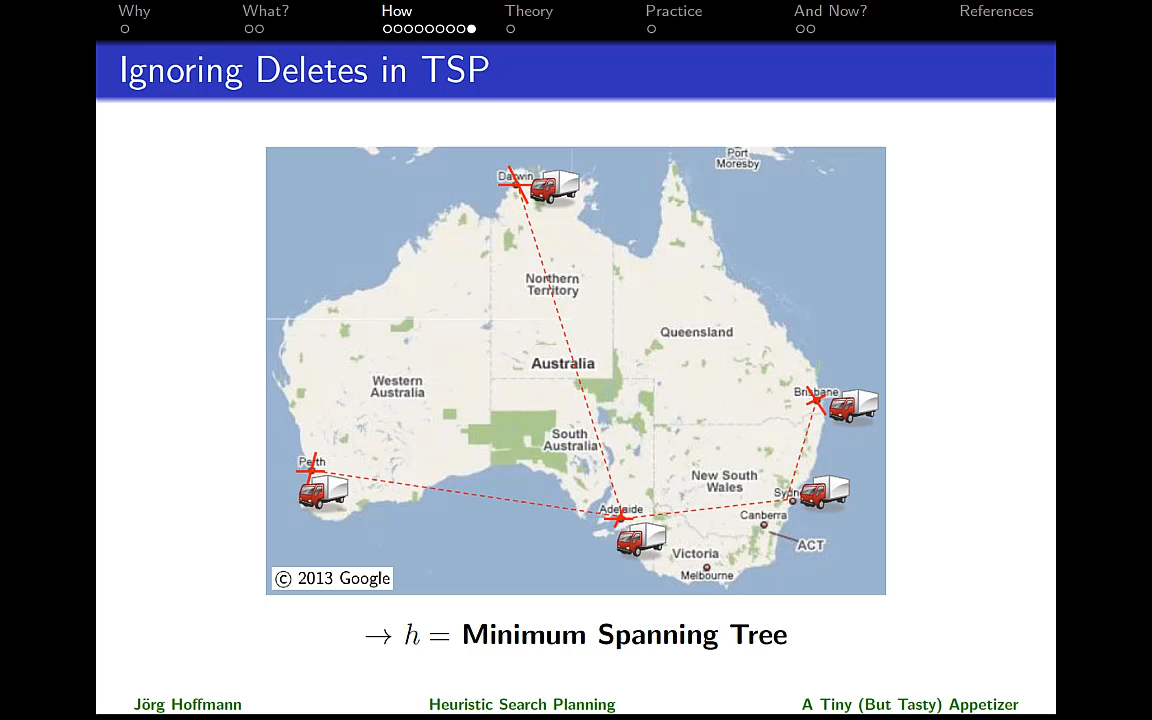 Why What? How Theory Practice And Now? References
Ignoring Deletes in TSP
Port
Moresby
Darwin
Northern
Territory
Queensland
Australia
Western
Australia
Brisbane
South
Australia
Perth
New South
Wales
Sydney
Adelaide
Canberra
ACT
Victoria
Melbourne
© 2013 Google
→ h = Minimum Spanning Tree
Jörg Hoffmann Heuristic Search Planning A Tiny (But Tasty) Appetizer